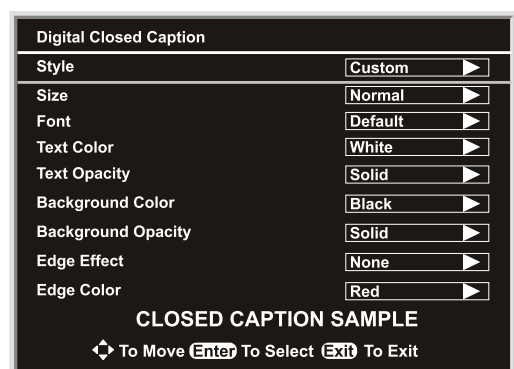 Digital Closed Caption
Style Custom
Size Normal
Font Default
Text Color White
Text Opacity Solid
Background Color Black
Background Opacity Solid
Edge Effect None
Edge Color Red
CLOSED CAPTION SAMPLE
To Move Enter To Select Exit To Exit